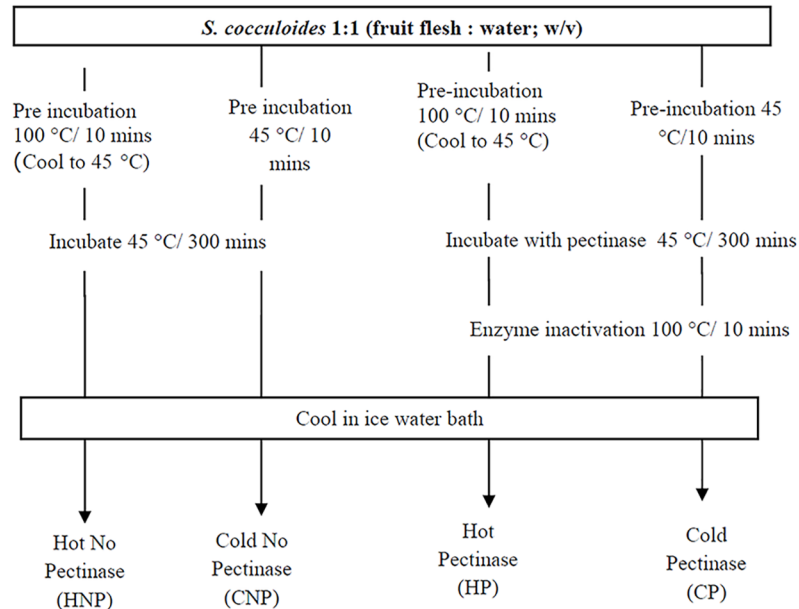 S. cocculoides 1:1 (fruit flesh : water; w/v)
Pre incubation
100 °C/ 10 mins
(Cool to 45 °C)
Pre incubation
45 °C/ 10
mins
Pre-incubation
100 °C/ 10 mins
(Cool to 45 °C)
Pre-incubation 45
°C/10 mins
Incubate 45 °C/ 300 mins
Incubate with pectinase 45 °C/ 300 mins
Enzyme inactivation 100 °C/ 10 mins
Cool in ice water bath
Hot No
Pectinase
(HNP)
Cold No
Pectinase
(CNP)
Hot
Pectinase
(HP)
Cold
Pectinase
(CP)